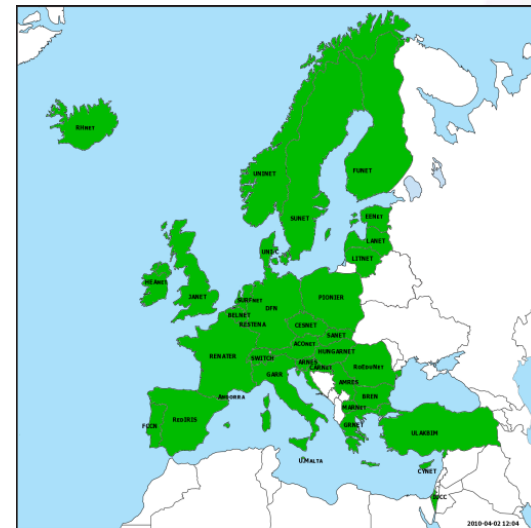 RHnet
UNINET
FUNET
SUNET
EENet
LANET
LITNET
UNI-C
HEAnet
JANET
SURFnet
BELNET
DFN
PIONIER
RESTENA
CESNET
SANET
ACOnet
HUNGARNET
RENATER
SWITCH
ARNES
CARNet
RoEduNet
GARR
AMRES
ANDORRA
BREN
MARNet
FCCN
RedIRIS
GRNET
ULAKBIM
U.Malta
CYNET
IUCC
2010-04-02 12:04